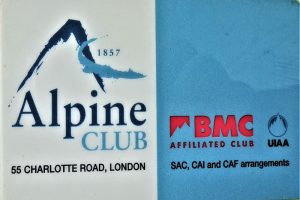 1857
Alpine
CLUB
55 CHARLOTTE ROAD, LONDON
BMC
AFFILIATED CLUB
UIAA
SAC, CAI and CAF arrangements